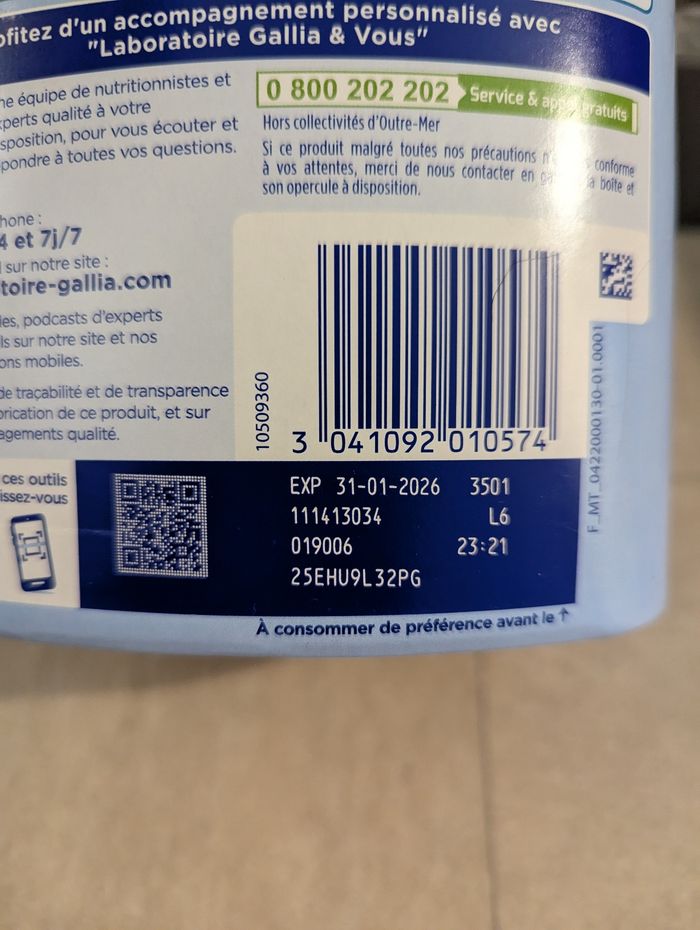 ofitez d'un accompagnement personnalisé avec
"Laboratoire Gallia & Vous"
ne équipe de nutritionnistes et
xperts qualité à votre
sposition, pour vous écouter et
pondre à toutes vos questions.
0 800 202 202 Service & appel gratuits
Hors collectivités d'Outre-Mer
Si ce produit malgré toutes nos précautions conforme
à vos attentes, merci de nous contacter en la boîte et
son opercule à disposition.
hone :
4 et 7j/7
sur notre site :
toire-gallia.com
les, podcasts d'experts
ls sur notre site et nos
ons mobiles.
de traçabilité et de transparence
brication de ce produit, et sur
agements qualité.
10509360
3 041092 010574
F_MT_0422000130-01.0001
ces outils
issez-vous
EXP 31-01-2026 3501
111413034 L6
019006 23:21
25EHU9L32PG
À consommer de préférence avant le ↑